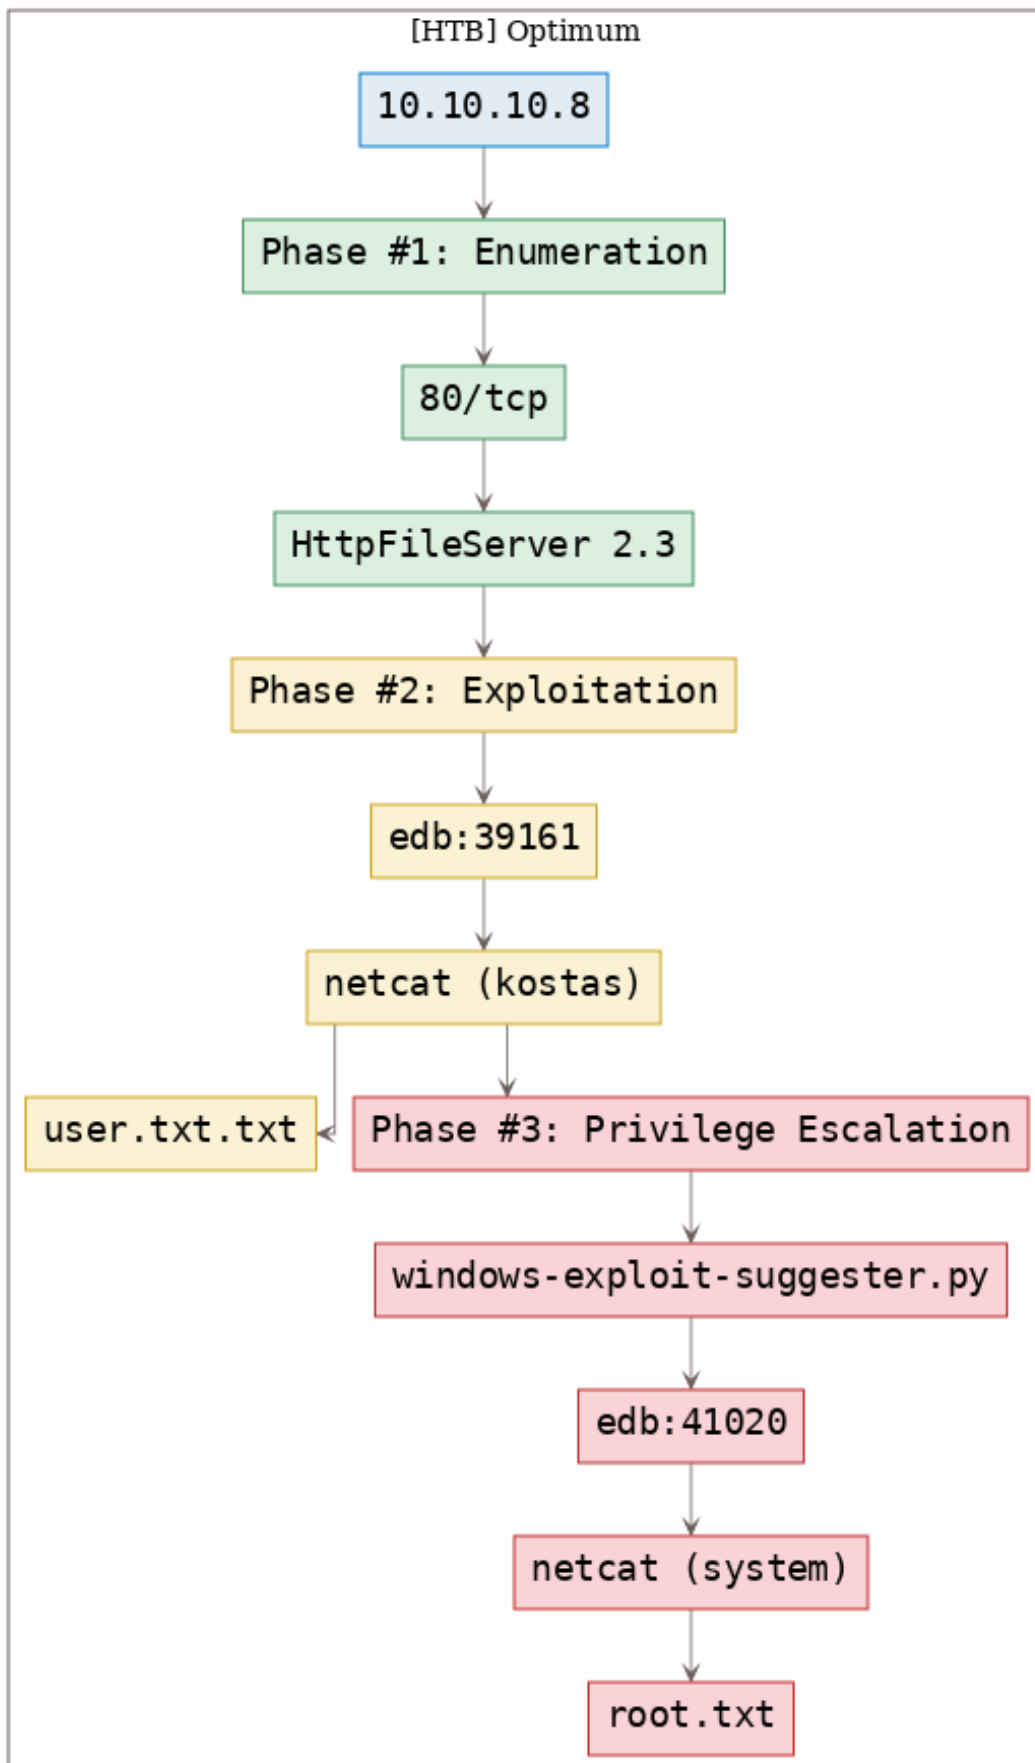 [HTB] Optimum
10.10.10.8
Phase #1: Enumeration
80/tcp
HttpFileServer 2.3
Phase #2: Exploitation
edb:39161
netcat (kostas)
user.txt.txt
Phase #3: Privilege Escalation
windows-exploit-suggester.py
edb:41020
netcat (system)
root.txt